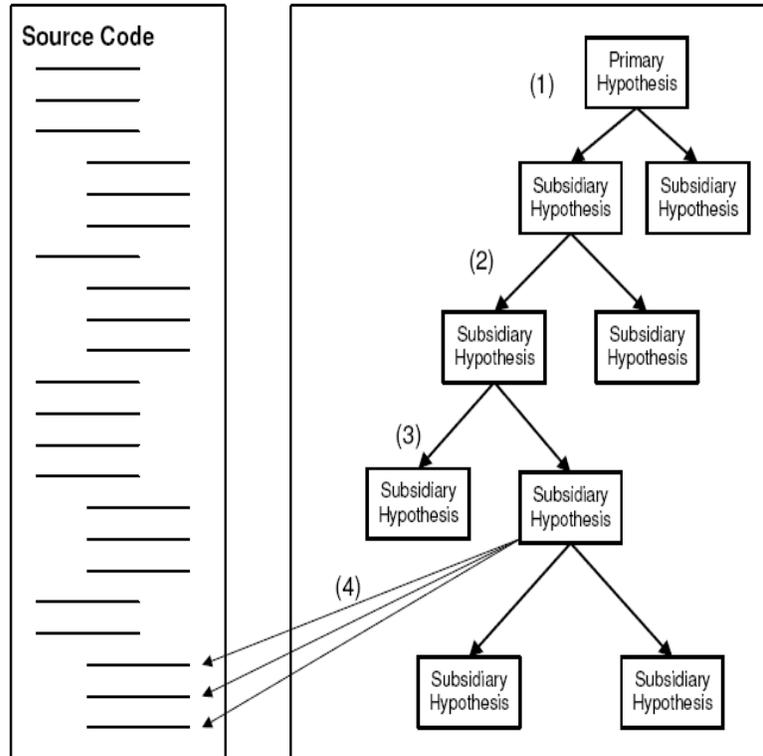 Source Code
Primary
Hypothesis
(1)
Subsidiary
Hypothesis
Subsidiary
Hypothesis
(2)
Subsidiary
Hypothesis
Subsidiary
Hypothesis
(3)
Subsidiary
Hypothesis
Subsidiary
Hypothesis
(4)
Subsidiary
Hypothesis
Subsidiary
Hypothesis